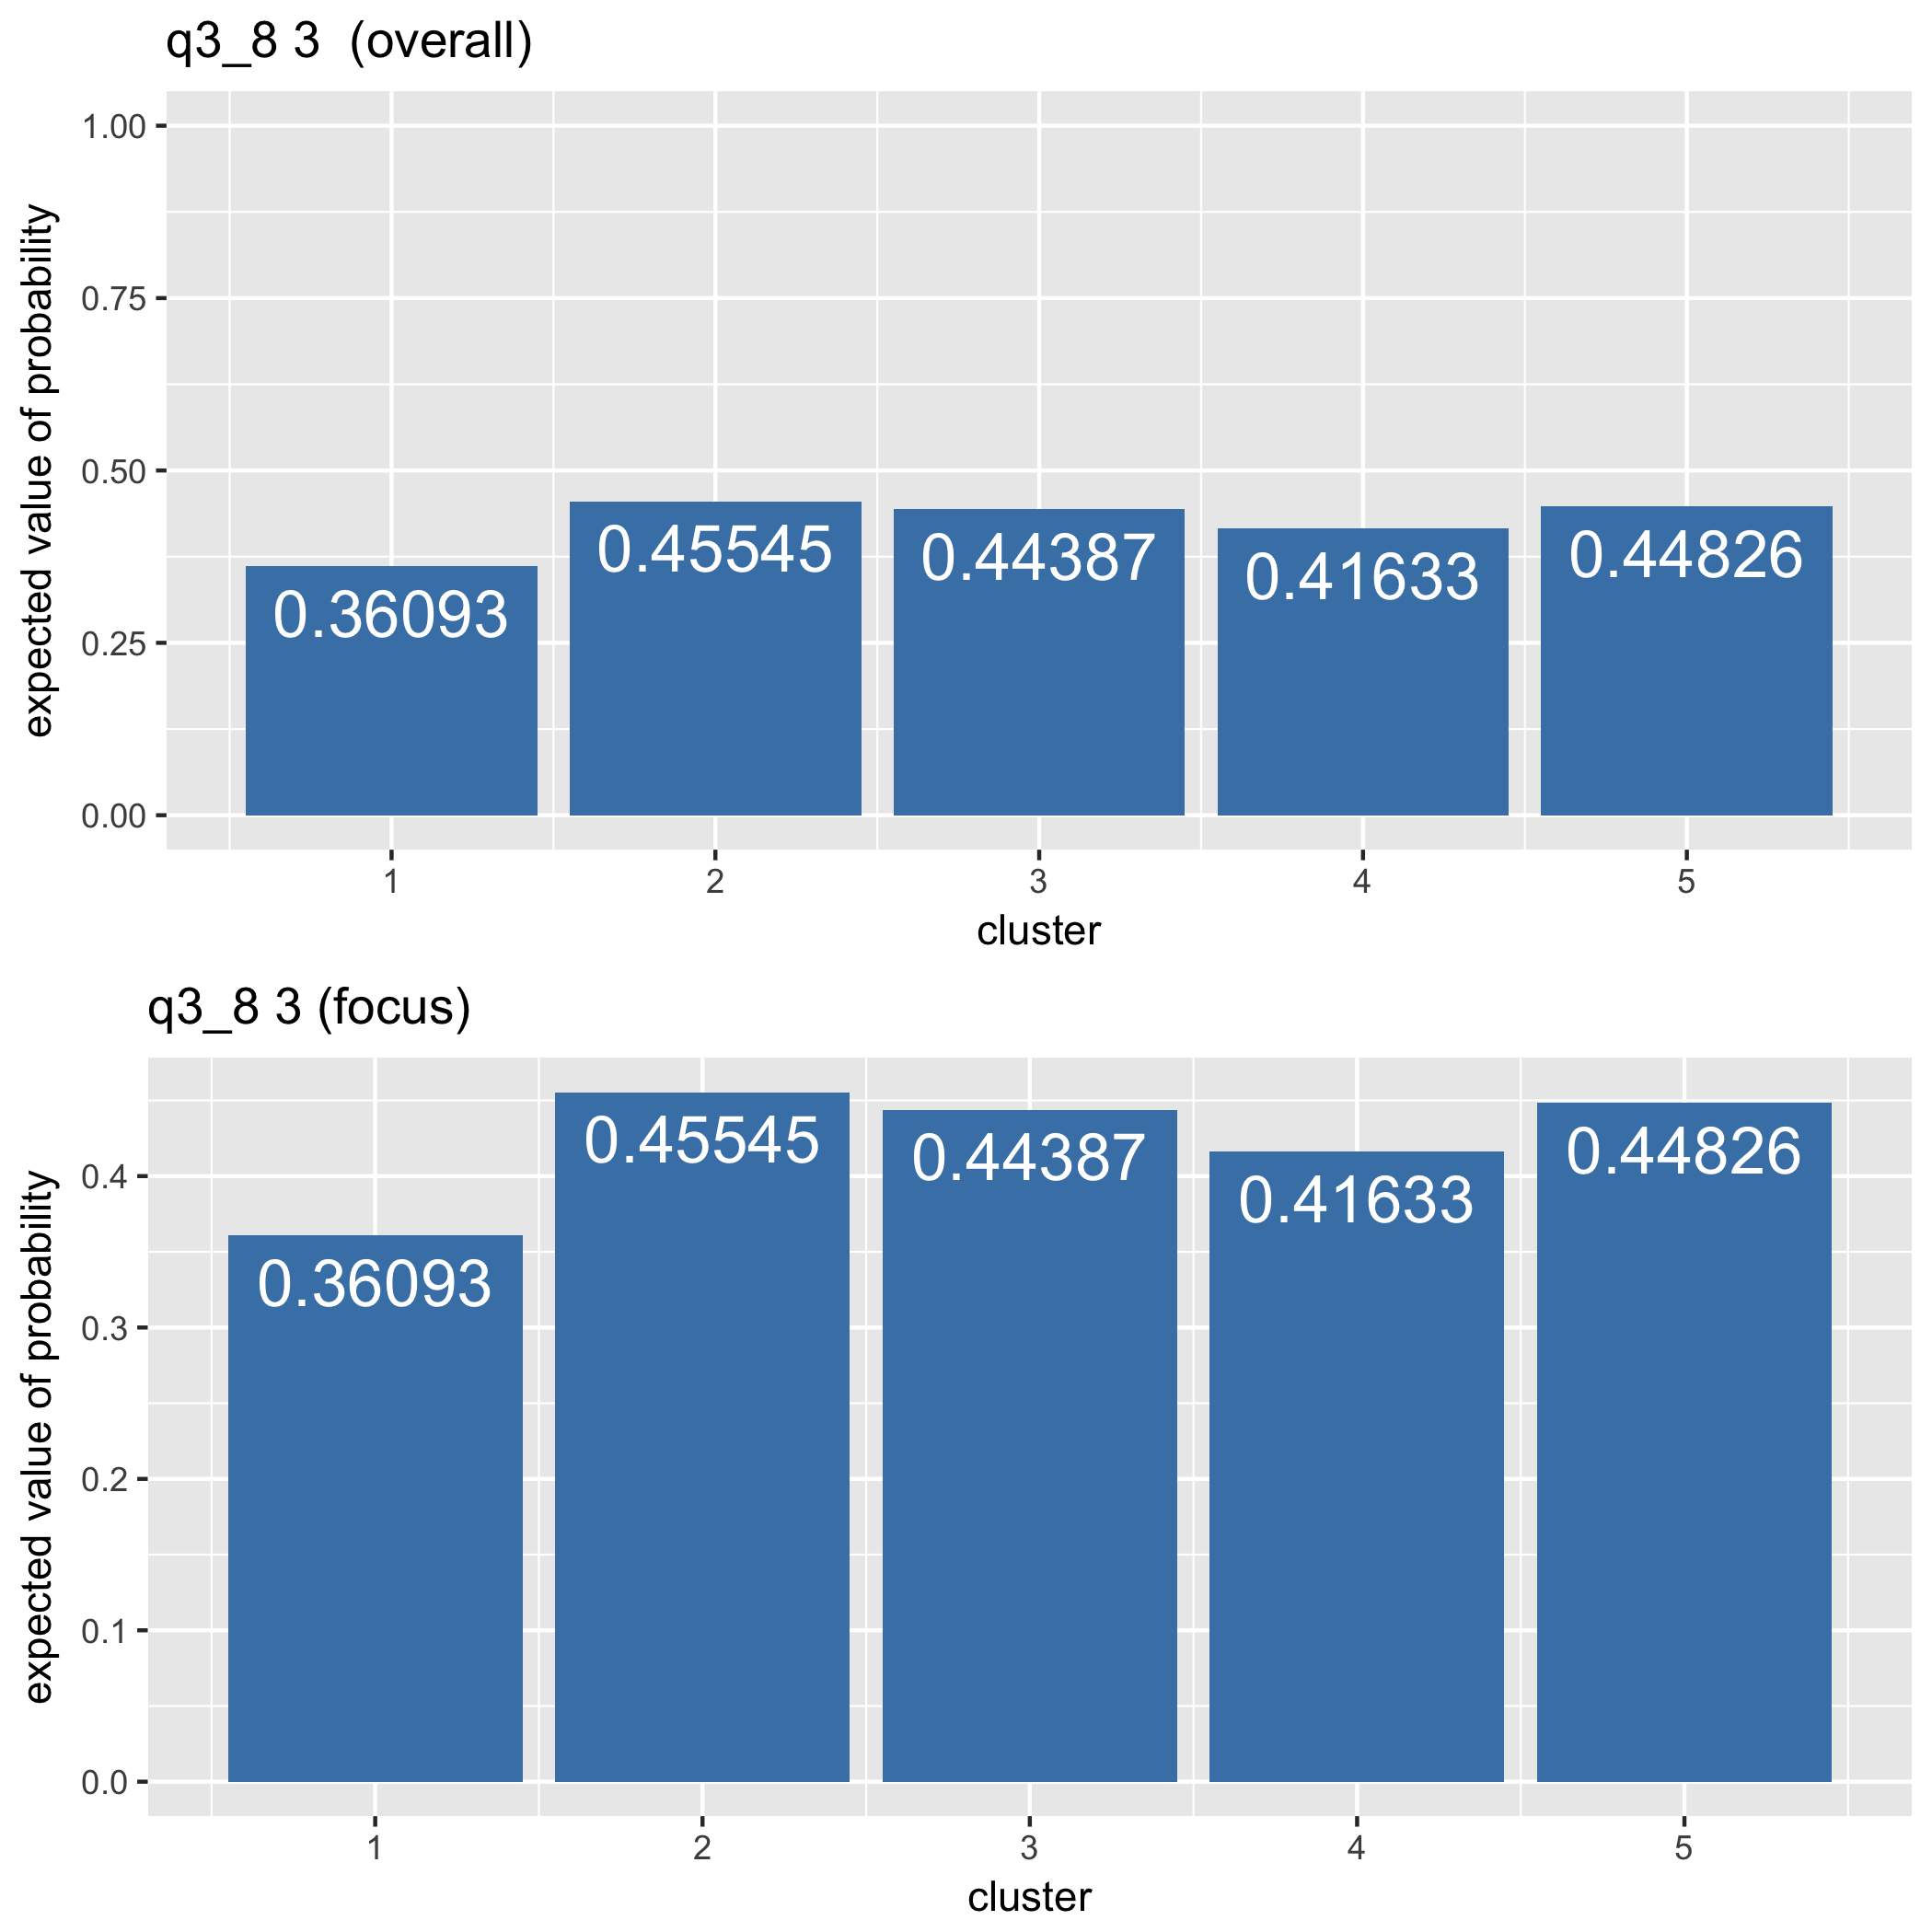 q3_8 3  (overall)
expected value of probability
1.00
0.75
0.50
0.25
0.00
0.36093
0.45545
0.44387
0.41633
0.44826
1 2 3 4 5
cluster
q3_8 3 (focus)
expected value of probability
0.4
0.3
0.2
0.1
0.0
0.36093
0.45545
0.44387
0.41633
0.44826
1 2 3 4 5
cluster